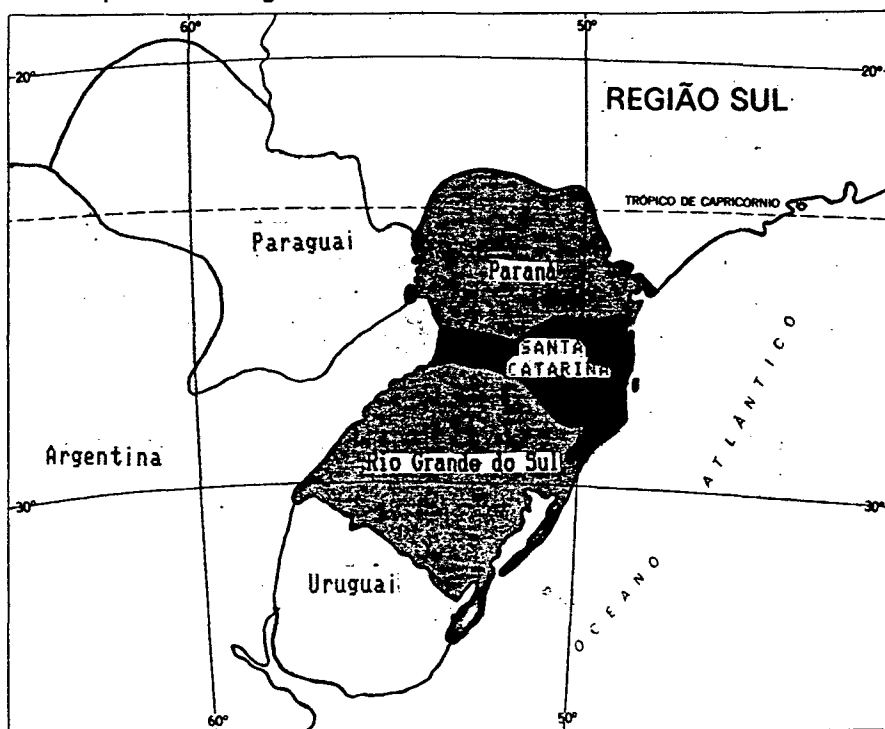 60°
50°
20°
20°
REGIÃO SUL
TRÓPICO DE CAPRICÓRNIO
Paraguai
Paraná
SANTA
CATARINA
Argentina
Rio Grande do Sul
30°
30°
Uruguai
OCEANO ATLÂNTICO
60°
50°